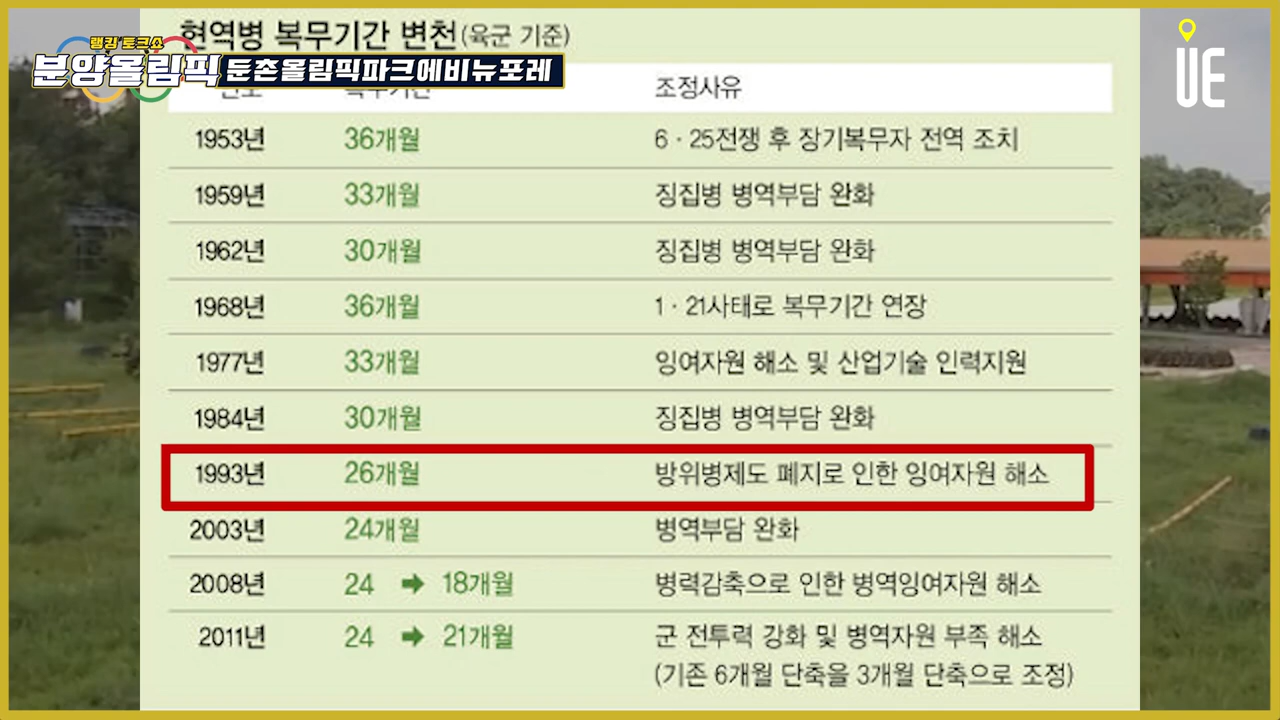 현역병 복무기간 변천(육군 기준)
랭킹 토크쇼
분양올림픽 둔촌올림픽파크에비뉴포레
UE
조정사유
1953년 36개월 6·25전쟁 후 장기복무자 전역 조치
1959년 33개월 징집병 병역부담 완화
1962년 30개월 징집병 병역부담 완화
1968년 36개월 1·21사태로 복무기간 연장
1977년 33개월 잉여자원 해소 및 산업기술 인력지원
1984년 30개월 징집병 병역부담 완화
1993년 26개월 방위병제도 폐지로 인한 잉여자원 해소
2003년 24개월 병역부담 완화
2008년 24 ➡ 18개월 병력감축으로 인한 병역잉여자원 해소
2011년 24 ➡ 21개월 군 전투력 강화 및 병역자원 부족 해소
(기존 6개월 단축을 3개월 단축으로 조정)